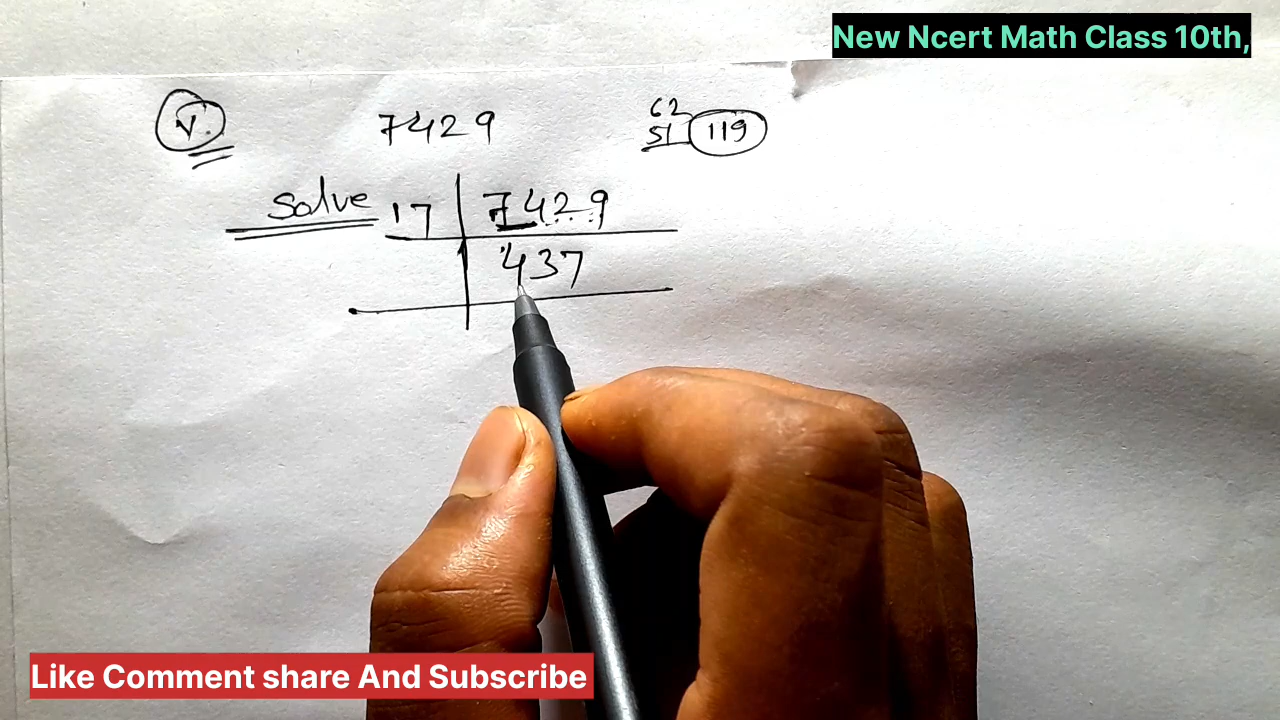 New Ncert Math Class 10th,
V. 7429 62
51 119
Solve 17 7429
437
Like Comment share And Subscribe